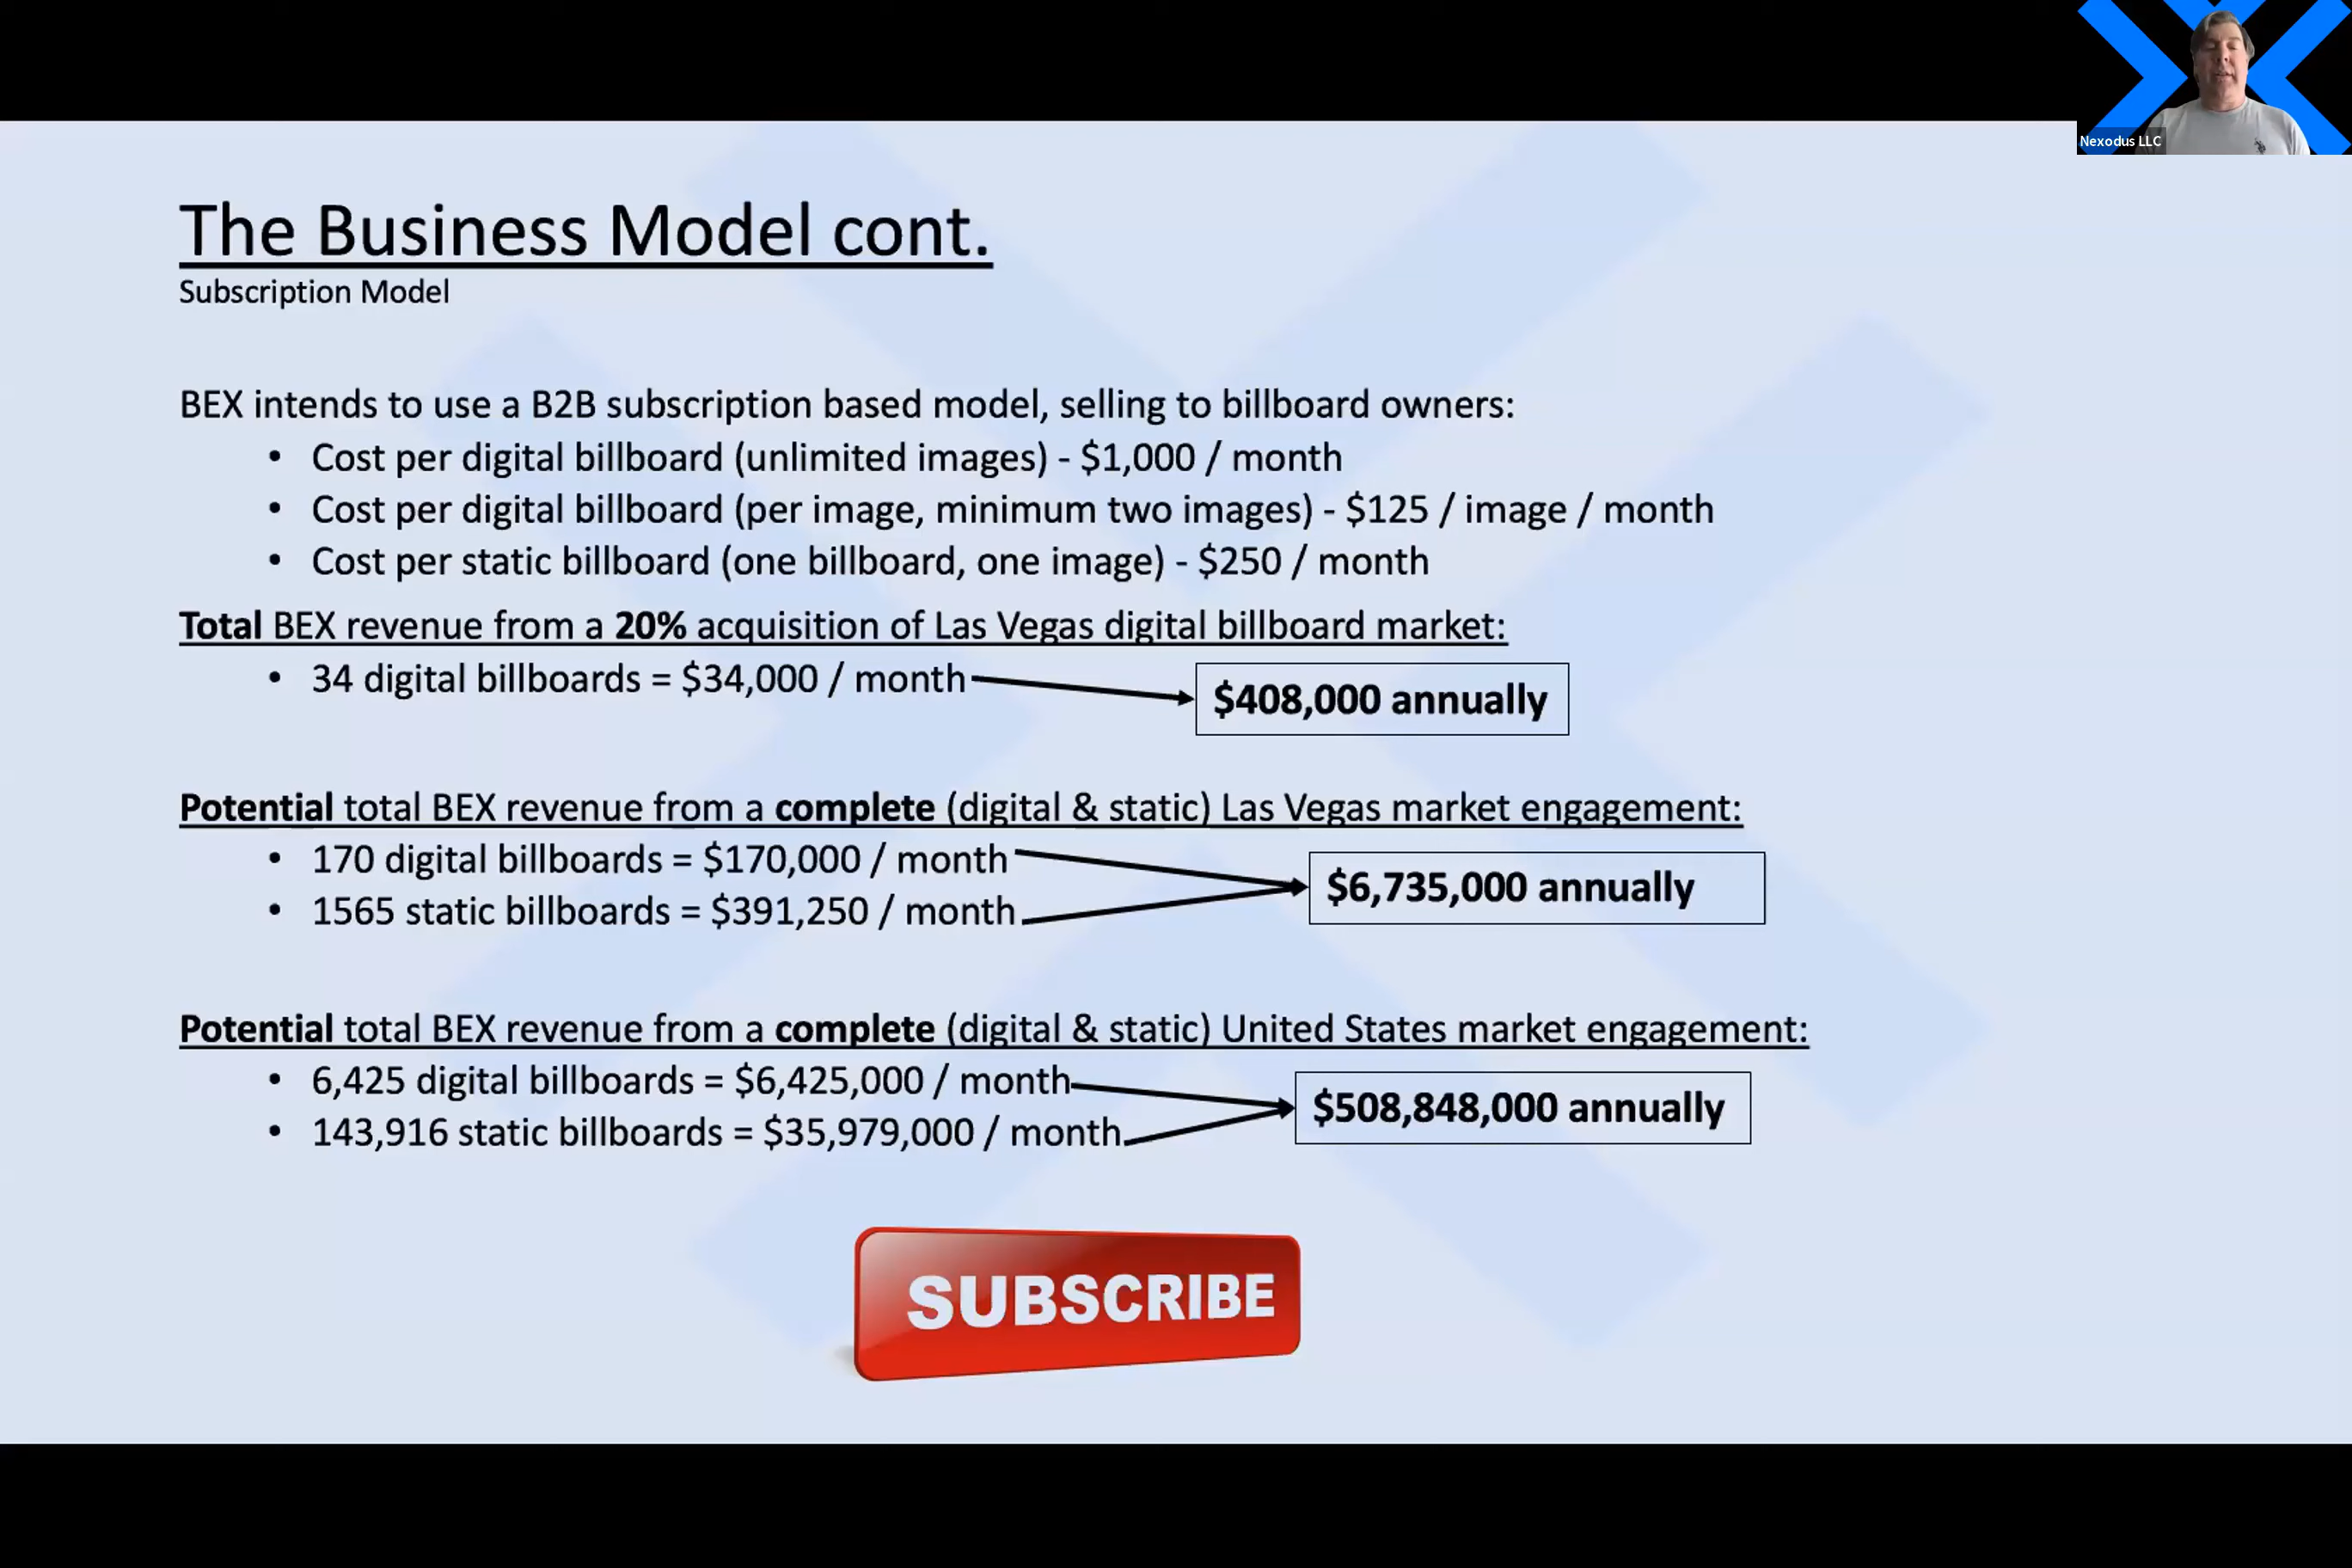 Nexodus LLC
The Business Model cont.
Subscription Model
BEX intends to use a B2B subscription based model, selling to billboard owners:
• Cost per digital billboard (unlimited images) - $1,000 / month
• Cost per digital billboard (per image, minimum two images) - $125 / image / month
• Cost per static billboard (one billboard, one image) - $250 / month
Total BEX revenue from a 20% acquisition of Las Vegas digital billboard market:
• 34 digital billboards = $34,000 / month
$408,000 annually
Potential total BEX revenue from a complete (digital & static) Las Vegas market engagement:
• 170 digital billboards = $170,000 / month
• 1565 static billboards = $391,250 / month
$6,735,000 annually
Potential total BEX revenue from a complete (digital & static) United States market engagement:
• 6,425 digital billboards = $6,425,000 / month
• 143,916 static billboards = $35,979,000 / month
$508,848,000 annually
SUBSCRIBE